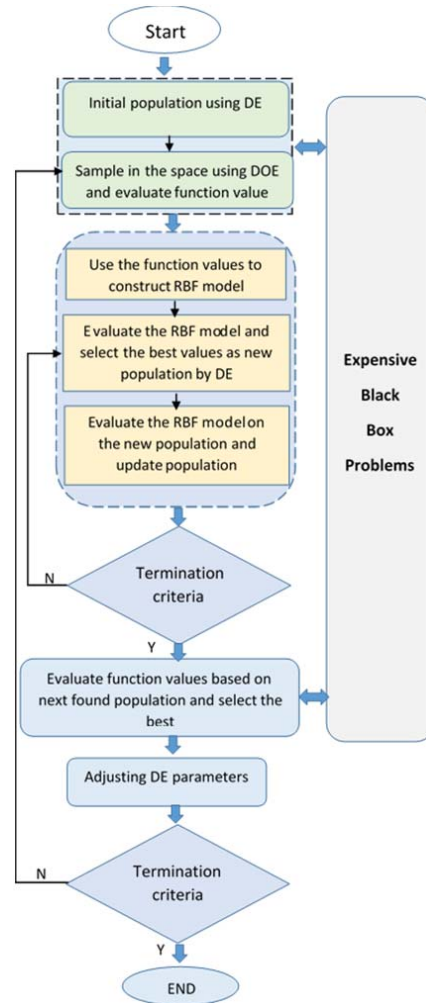 Start
Initial population using DE
Sample in the space using DOE
and evaluate function value
Use the function values to
construct RBF model
Evaluate the RBF model and
select the best values as new
population by DE
Evaluate the RBF model on
the new population and
update population
Expensive
Black
Box
Problems
N
Termination
criteria
Y
Evaluate function values based on
next found population and select the
best
Adjusting DE parameters
N
Termination
criteria
Y
END